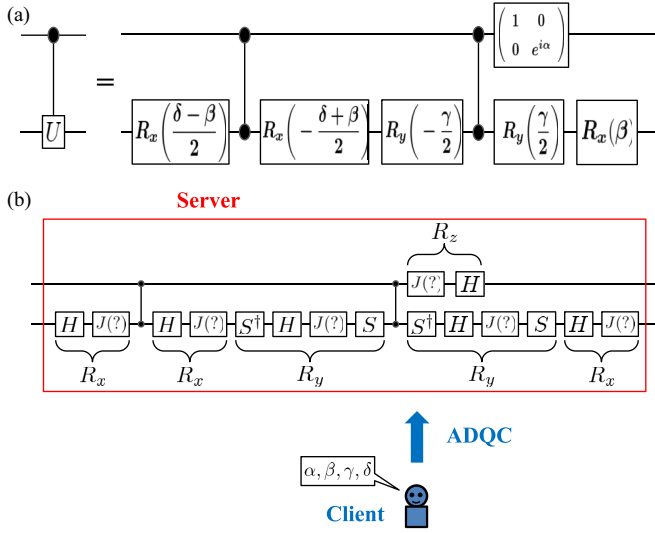 (a)
U
=
R_x((δ − β)/2) R_x(−(δ + β)/2) R_y(−γ/2) R_y(γ/2) R_x(β)
(1 0
0 e^{iα})
(b)
Server
R_z
J(?) H
H J(?) H J(?) S† H J(?) S S† H J(?) S H J(?)
R_x R_x R_y R_y R_x
ADQC
α, β, γ, δ
Client